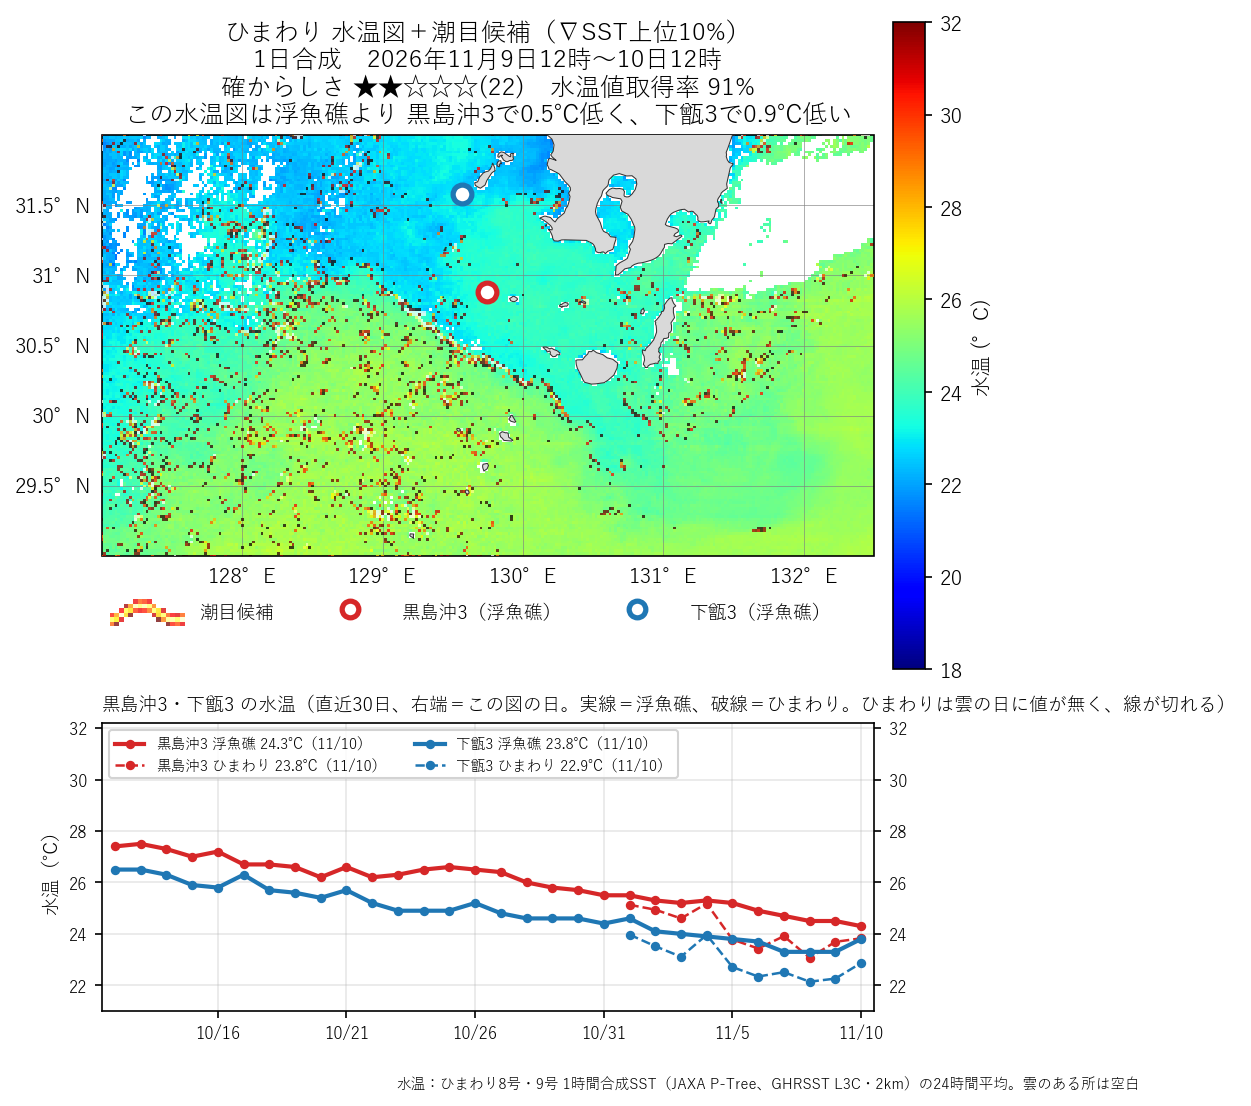 ひまわり 水温図＋潮目候補（∇SST上位10%）
1日合成　2026年11月9日12時～10日12時
確からしさ ★★☆☆☆(22)　水温値取得率 91%
この水温図は浮魚礁より 黒島沖3で0.5℃低く、下甑3で0.9℃低い
31.5° N
31° N
30.5° N
30° N
29.5° N
128° E
129° E
130° E
131° E
132° E
32
30
28
26
24
22
20
18
水温 (° C)
潮目候補
黒島沖3（浮魚礁）
下甑3（浮魚礁）
黒島沖3・下甑3 の水温（直近30日、右端＝この図の日。実線＝浮魚礁、破線＝ひまわり。ひまわりは雲の日に値が無く、線が切れる）
黒島沖3 浮魚礁 24.3℃（11/10）
黒島沖3 ひまわり 23.8℃（11/10）
下甑3 浮魚礁 23.8℃（11/10）
下甑3 ひまわり 22.9℃（11/10）
水温（℃）
32
30
28
26
24
22
32
30
28
26
24
22
10/16
10/21
10/26
10/31
11/5
11/10
水温：ひまわり8号・9号 1時間合成SST（JAXA P-Tree、GHRSST L3C・2km）の24時間平均。雲のある所は空白